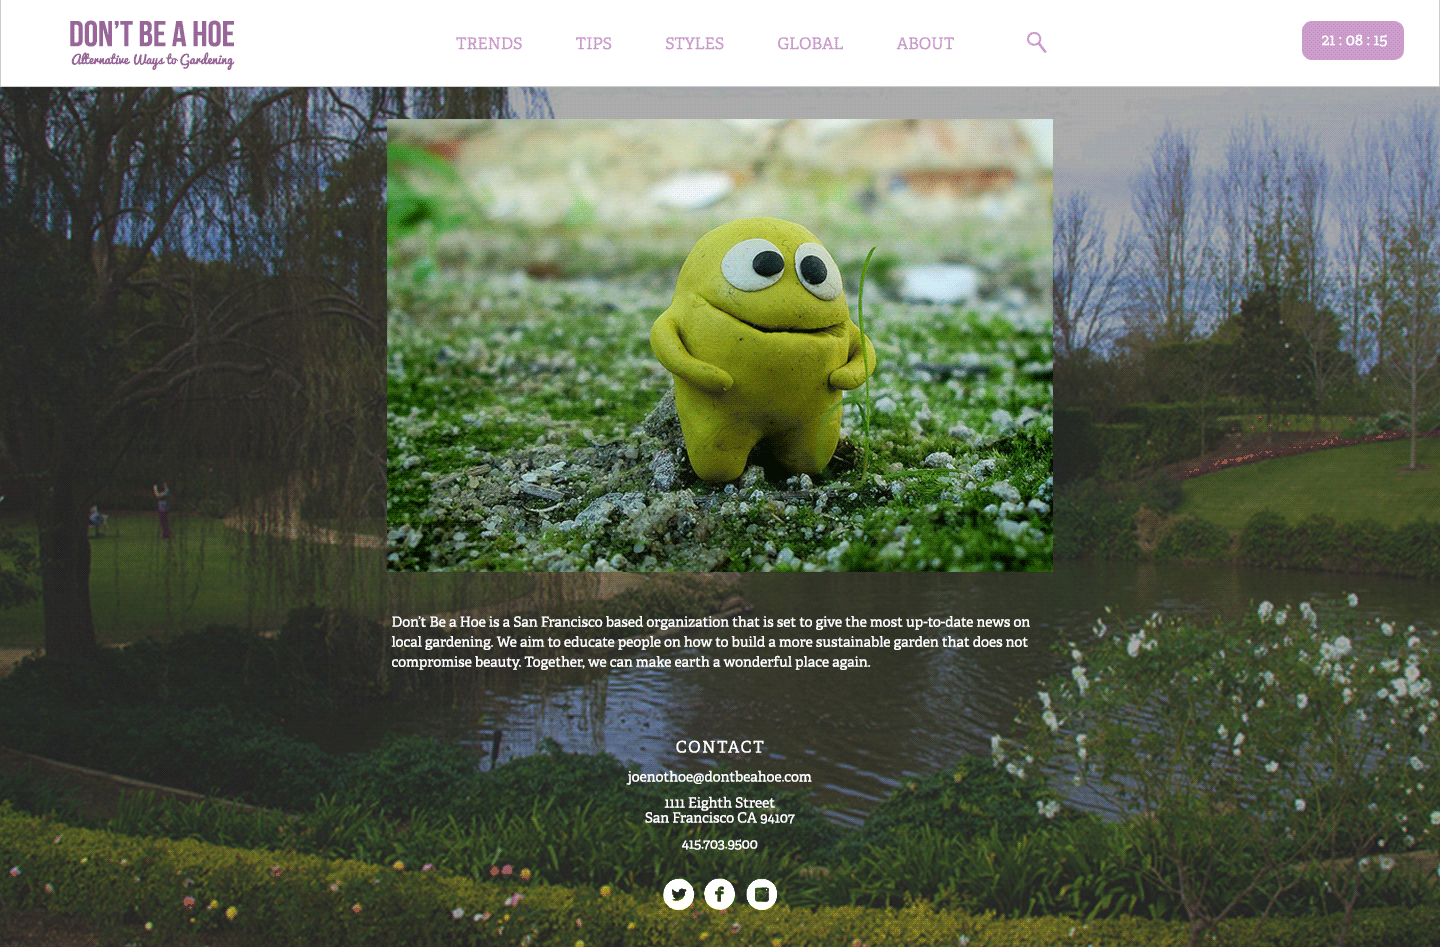 DON'T BE A HOE
Alternative Ways to Gardening
TRENDS TIPS STYLES GLOBAL ABOUT
21 : 08 : 15
Don't Be a Hoe is a San Francisco based organization that is set to give the most up-to-date news on
local gardening. We aim to educate people on how to build a more sustainable garden that does not
compromise beauty. Together, we can make earth a wonderful place again.
CONTACT
joenothoe@dontbeahoe.com
1111 Eighth Street
San Francisco CA 94107
415.703.9500